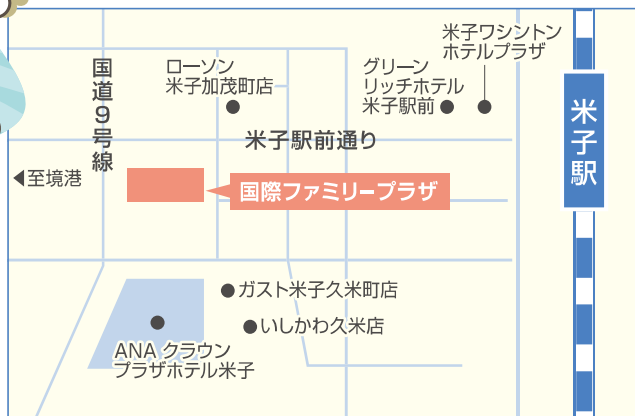 米子ワシントン
ホテルプラザ
グリーン
リッチホテル
米子駅前
ローソン
米子加茂町店
国道9号線
米子駅
米子駅前通り
至境港
国際ファミリープラザ
ガスト米子久米町店
いしかわ久米店
ANA クラウン
プラザホテル米子